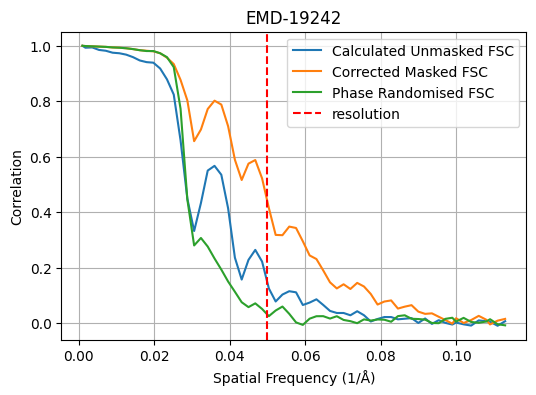 EMD-19242
1.0
0.8
0.6
0.4
0.2
0.0
Correlation
Calculated Unmasked FSC
Corrected Masked FSC
Phase Randomised FSC
resolution
0.00 0.02 0.04 0.06 0.08 0.10
Spatial Frequency (1/Å)